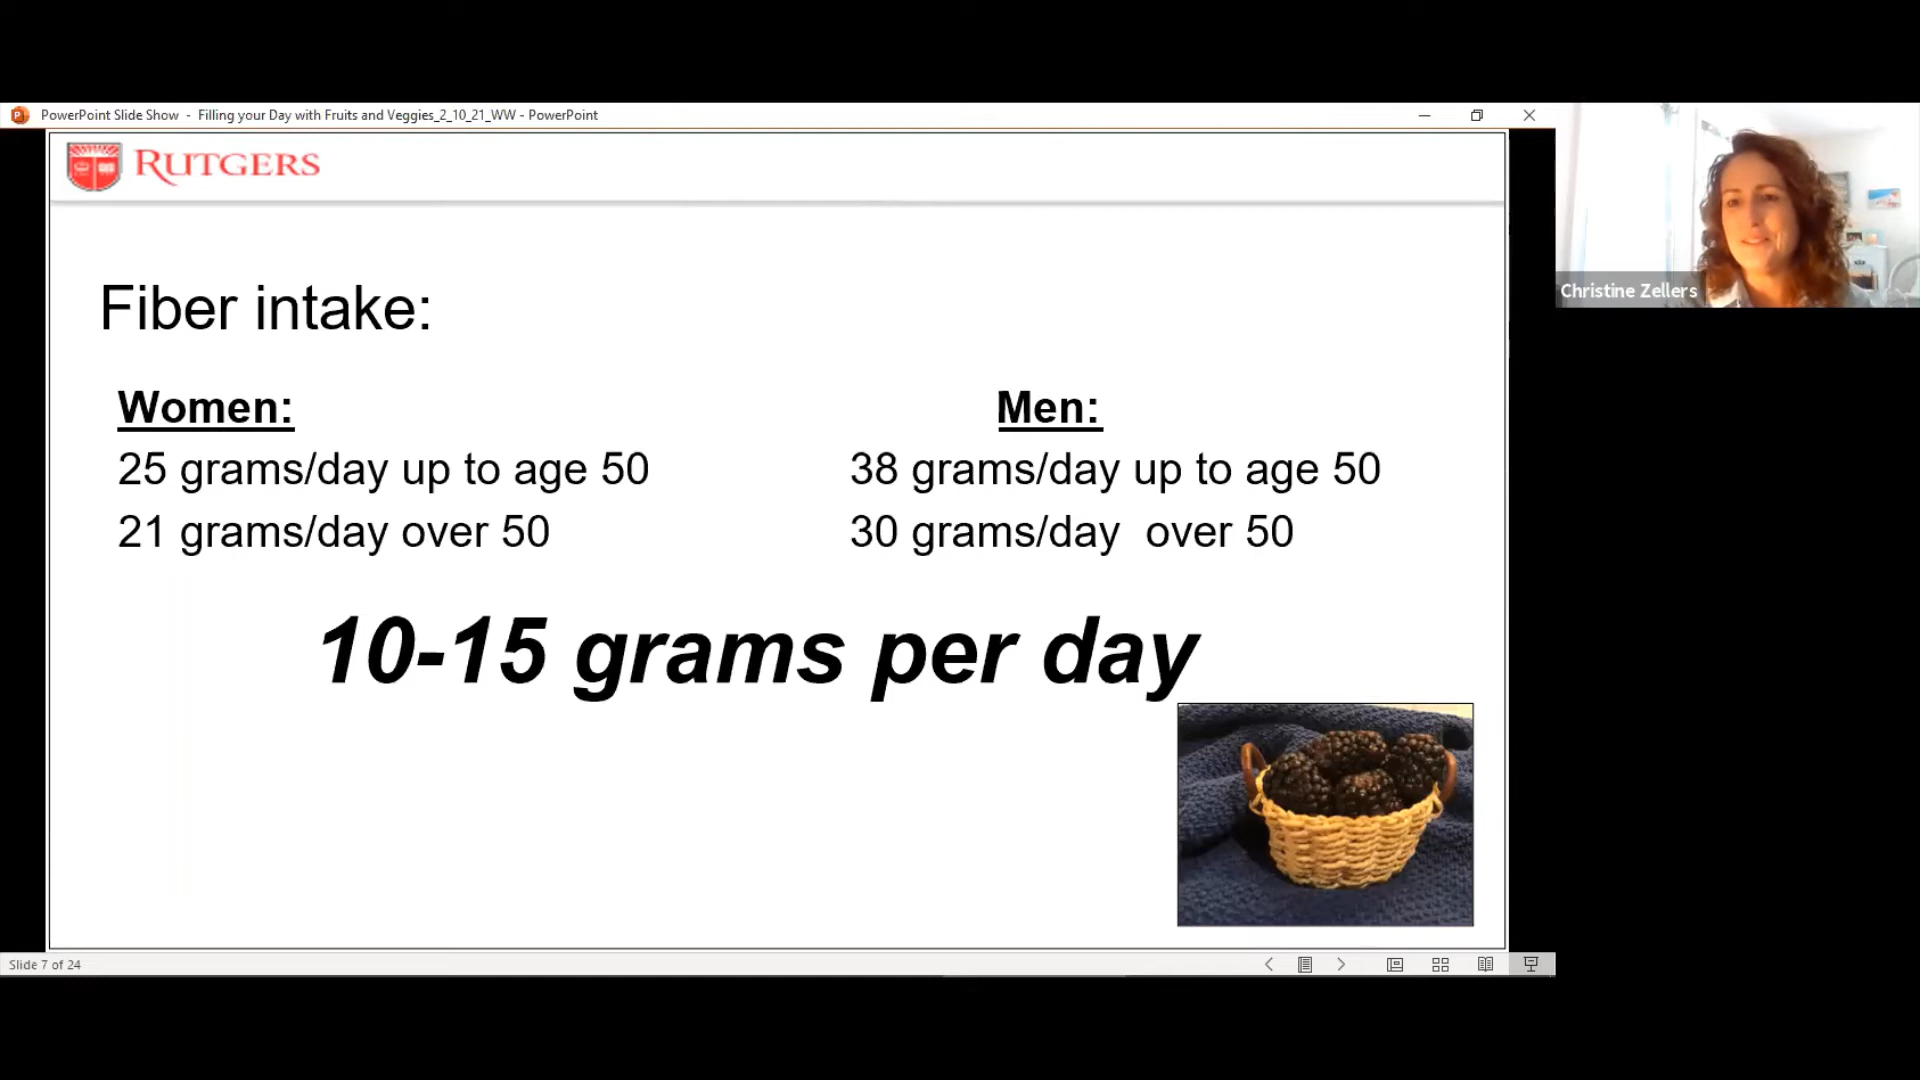 PowerPoint Slide Show - Filling your Day with Fruits and Veggies_2_10_21_WW - PowerPoint
RUTGERS
Christine Zellers
Fiber intake:
Women:
25 grams/day up to age 50
21 grams/day over 50
Men:
38 grams/day up to age 50
30 grams/day  over 50
10-15 grams per day
Slide 7 of 24